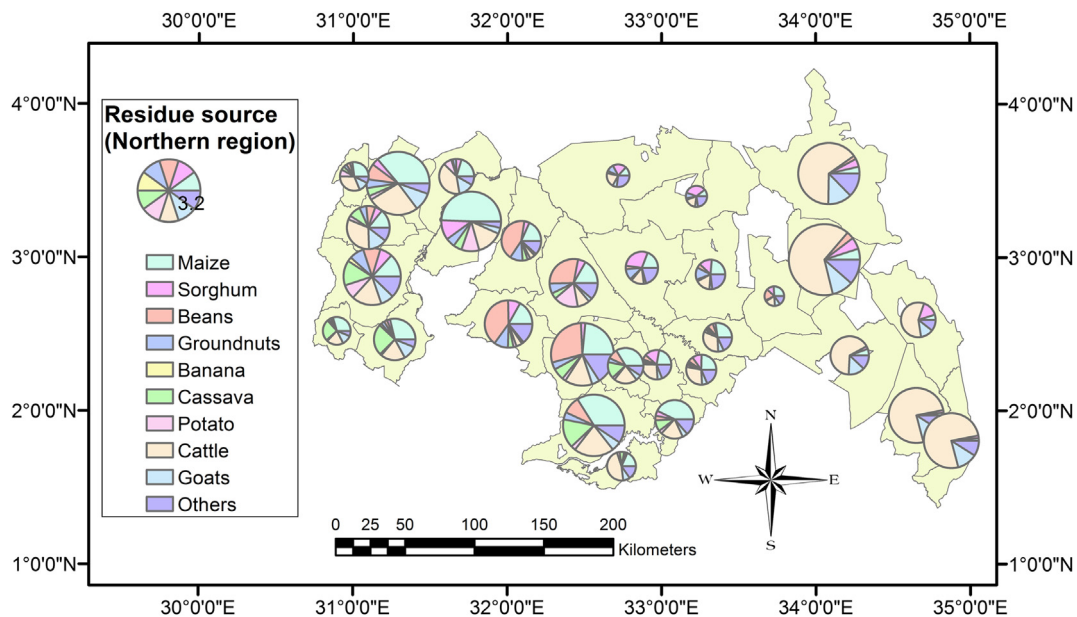 30°0'0"E 31°0'0"E 32°0'0"E 33°0'0"E 34°0'0"E 35°0'0"E
4°0'0"N 4°0'0"N
Residue source
(Northern region)
3.2
3°0'0"N 3°0'0"N
Maize
Sorghum
Beans
Groundnuts
Banana
Cassava
2°0'0"N 2°0'0"N
Potato
N
Cattle
Goats
W E
Others
0 25 50 100 150 200
S
Kilometers
1°0'0"N 1°0'0"N
30°0'0"E 31°0'0"E 32°0'0"E 33°0'0"E 34°0'0"E 35°0'0"E